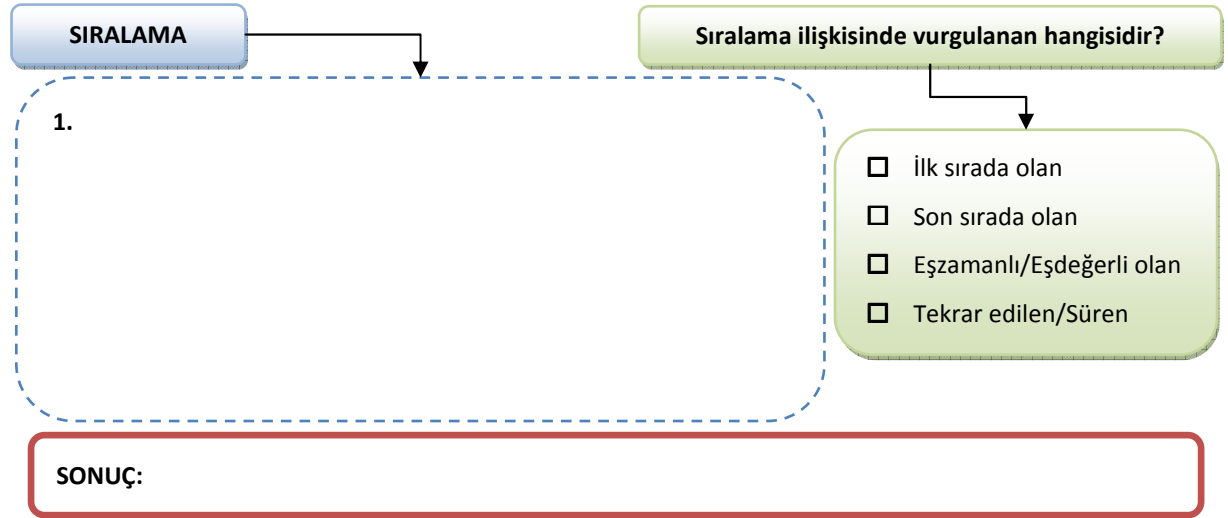 SIRALAMA
Sıralama ilişkisinde vurgulanan hangisidir?
1.
İlk sırada olan
Son sırada olan
Eşzamanlı/Eşdeğerli olan
Tekrar edilen/Süren
SONUÇ: